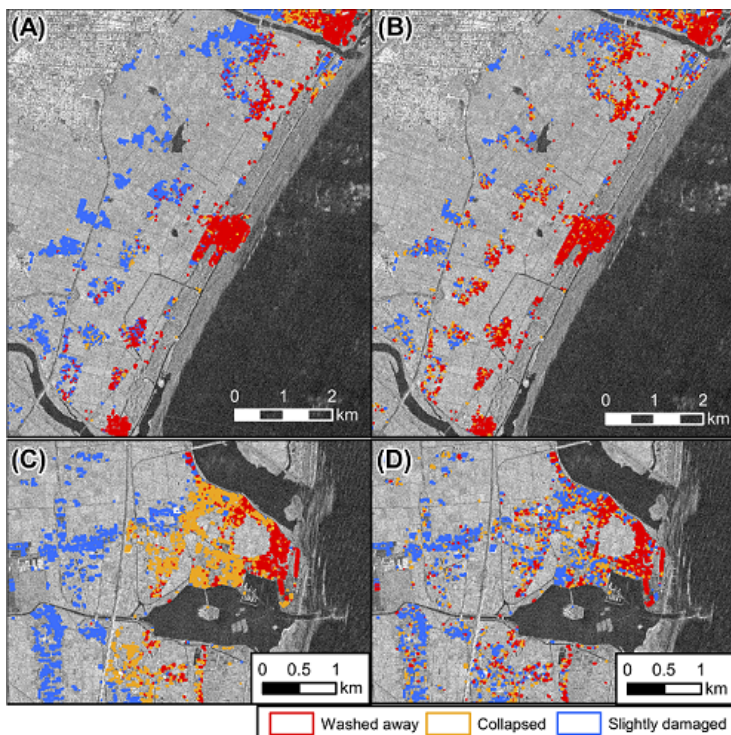 (A)
(B)
0 1 2
km
0 1 2
km
(C)
(D)
0 0.5 1
km
0 0.5 1
km
Washed away Collapsed Slightly damaged